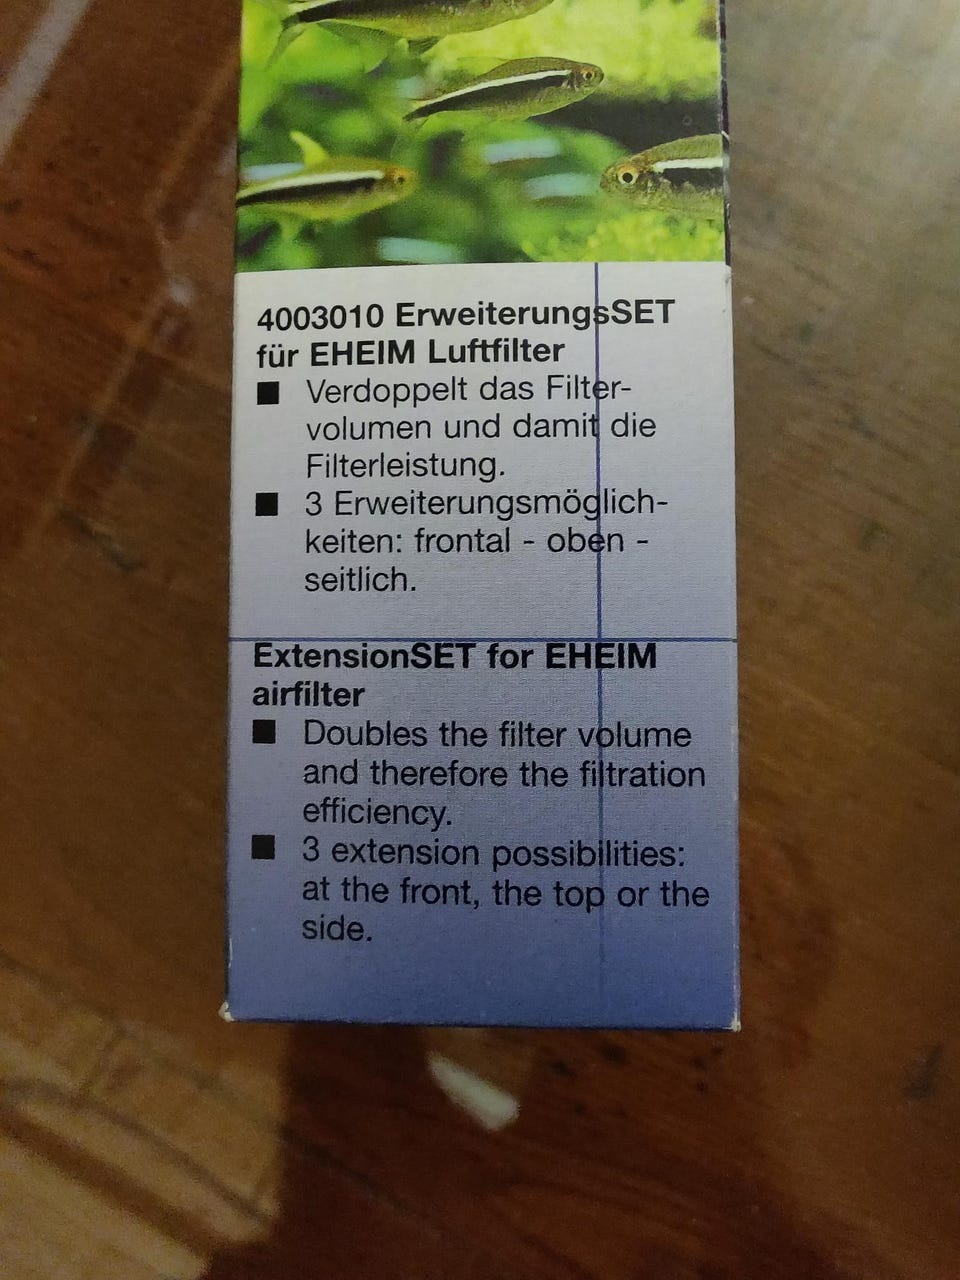 4003010 ErweiterungsSET
für EHEIM Luftfilter
■ Verdoppelt das Filter-
volumen und damit die
Filterleistung.
■ 3 Erweiterungsmöglich-
keiten: frontal - oben -
seitlich.
ExtensionSET for EHEIM
airfilter
■ Doubles the filter volume
and therefore the filtration
efficiency.
■ 3 extension possibilities:
at the front, the top or the
side.